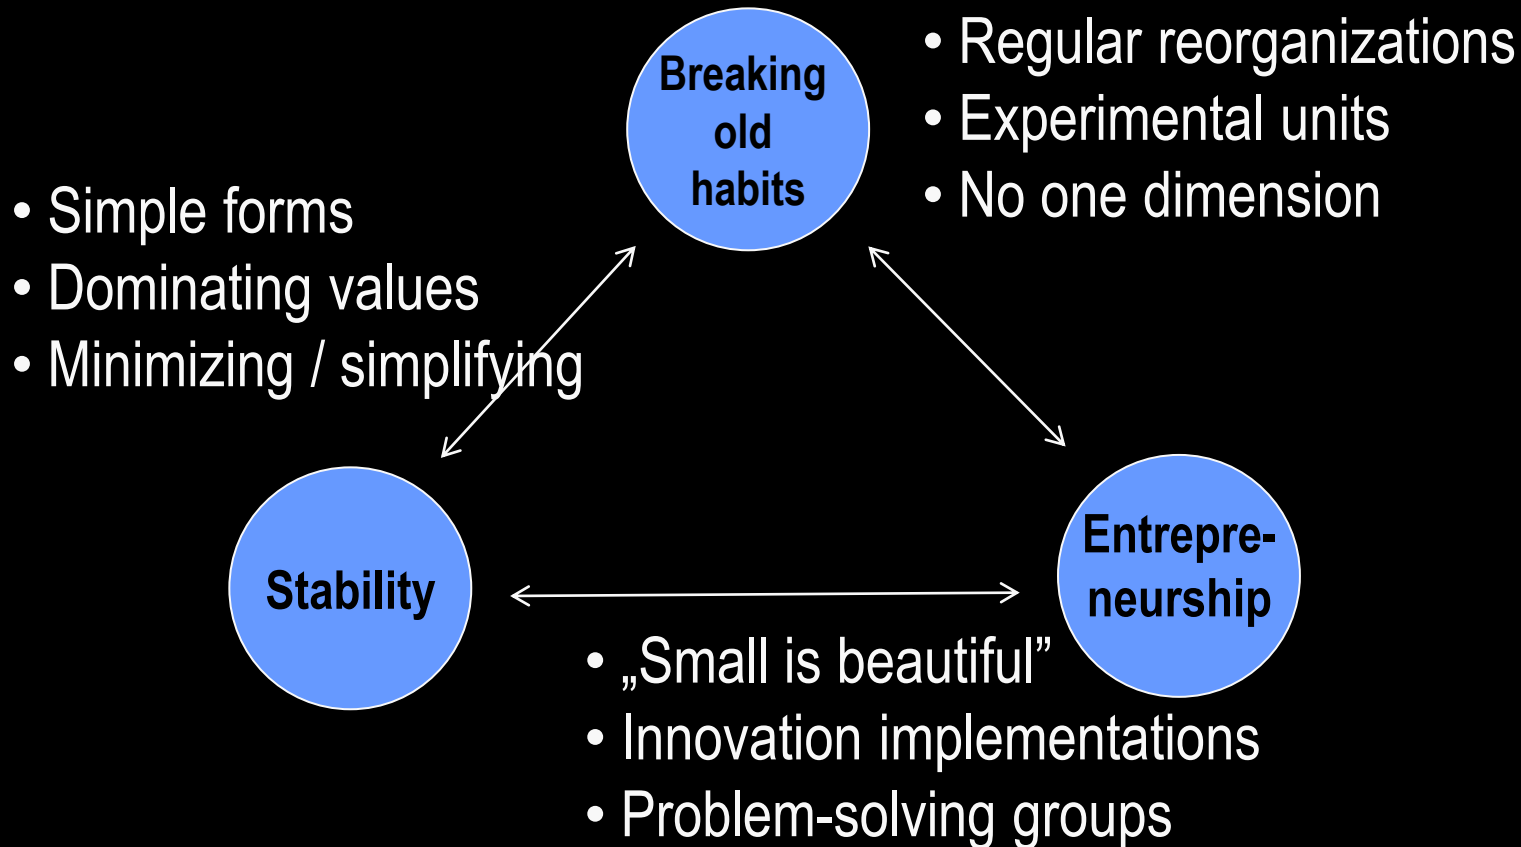 Breaking
old
habits
• Regular reorganizations
• Experimental units
• No one dimension
• Simple forms
• Dominating values
• Minimizing / simplifying
Stability
Entrepre-
neurship
• „Small is beautiful”
• Innovation implementations
• Problem-solving groups